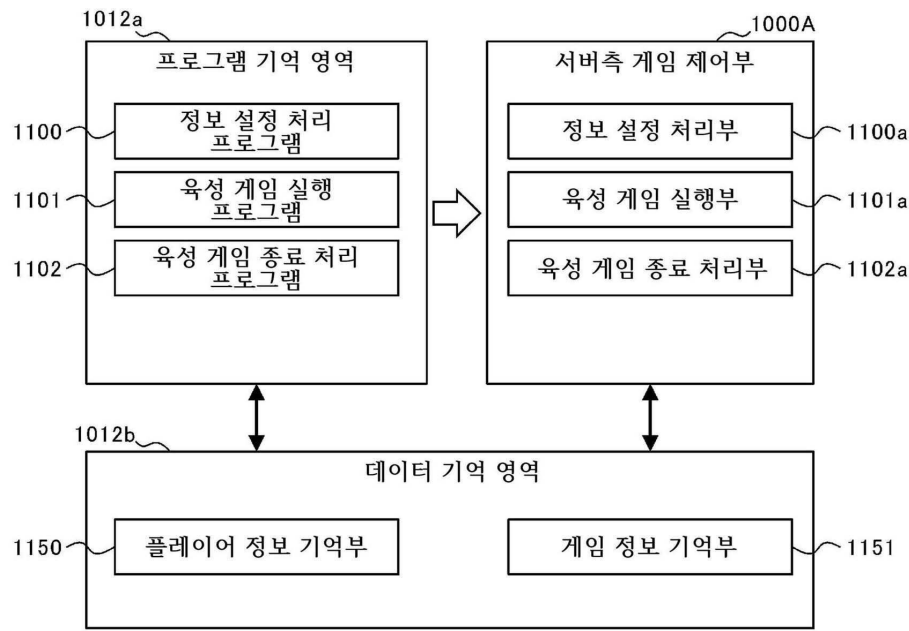 1012a
프로그램 기억 영역
1100
정보 설정 처리
프로그램
1101
육성 게임 실행
프로그램
1102
육성 게임 종료 처리
프로그램
1000A
서버측 게임 제어부
정보 설정 처리부
1100a
육성 게임 실행부
1101a
육성 게임 종료 처리부
1102a
1012b
데이터 기억 영역
1150
플레이어 정보 기억부
게임 정보 기억부
1151